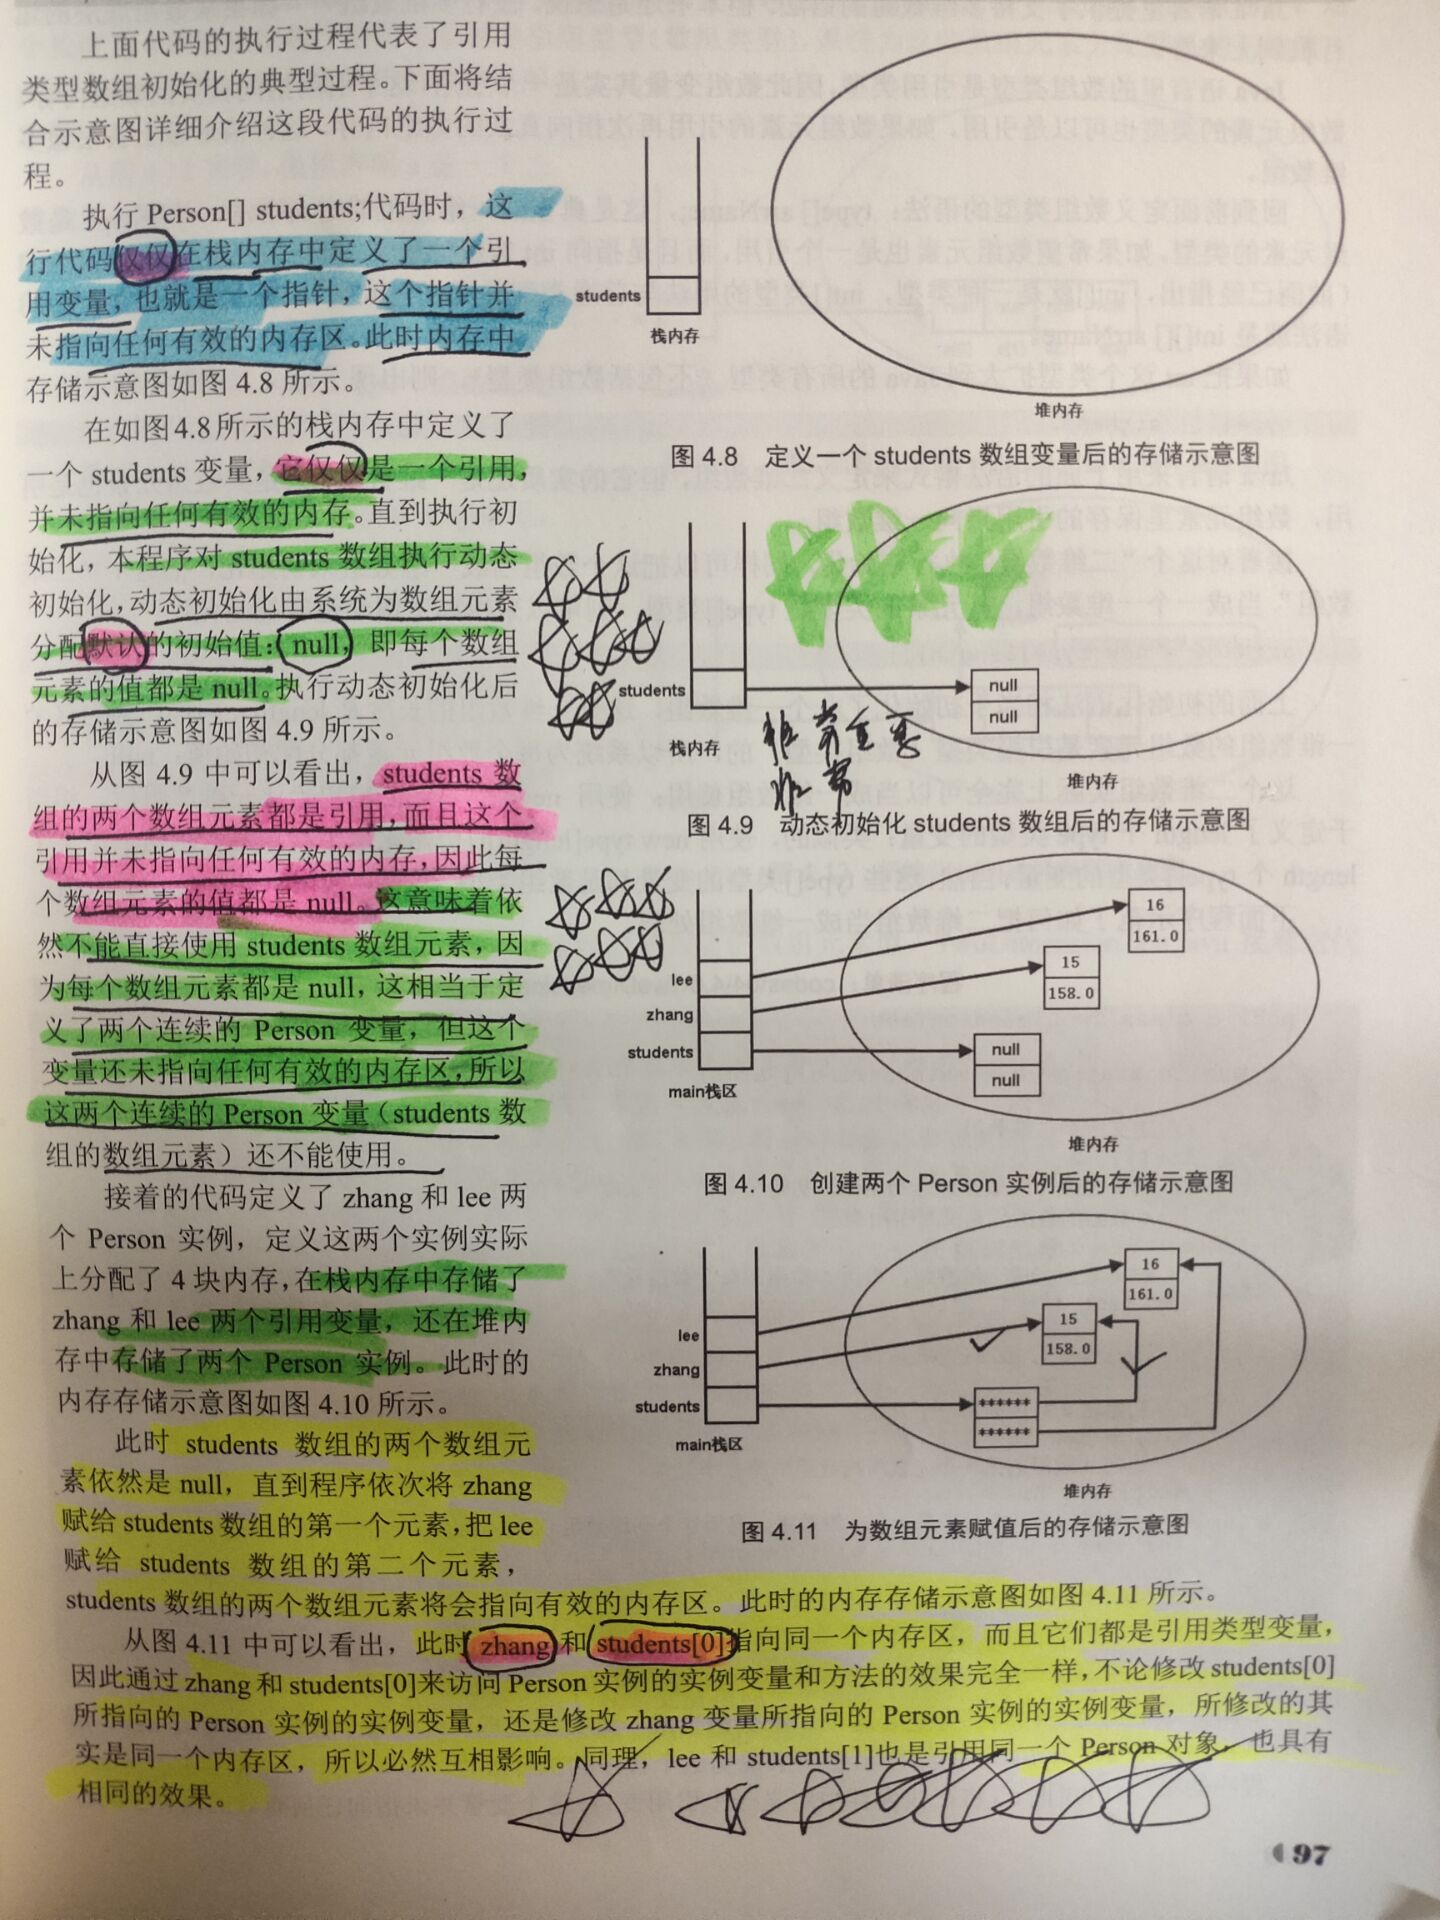 上面代码的执行过程代表了引用
类型数组初始化的典型过程。下面将结
合示意图详细介绍这段代码的执行过
程。
执行 Person[] students;代码时，这
行代码仅仅在栈内存中定义了一个引
用变量，也就是一个指针，这个指针并
未指向任何有效的内存区。此时内存中
存储示意图如图 4.8 所示。
在如图4.8所示的栈内存中定义了
一个 students 变量，它仅仅是一个引用，
并未指向任何有效的内存。直到执行初
始化，本程序对 students 数组执行动态
初始化，动态初始化由系统为数组元素
分配默认的初始值：null，即每个数组
元素的值都是 null。执行动态初始化后
的存储示意图如图 4.9 所示。
从图 4.9 中可以看出，students 数
组的两个数组元素都是引用，而且这个
引用并未指向任何有效的内存，因此每
个数组元素的值都是 null。这意味着依
然不能直接使用 students 数组元素，因
为每个数组元素都是 null，这相当于定
义了两个连续的 Person 变量，但这个
变量还未指向任何有效的内存区，所以
这两个连续的 Person 变量（students 数
组的数组元素）还不能使用。
接着的代码定义了 zhang 和 lee 两
个 Person 实例，定义这两个实例实际
上分配了 4 块内存，在栈内存中存储了
zhang 和 lee 两个引用变量，还在堆内
存中存储了两个 Person 实例。此时的
内存存储示意图如图 4.10 所示。
此时 students 数组的两个数组元
素依然是 null，直到程序依次将 zhang
赋给 students 数组的第一个元素，把 lee
赋给 students 数组的第二个元素，
students 数组的两个数组元素将会指向有效的内存区。此时的内存存储示意图如图 4.11 所示。
从图 4.11 中可以看出，此时 zhang 和 students[0]指向同一个内存区，而且它们都是引用类型变量，
因此通过 zhang 和 students[0]来访问 Person 实例的实例变量和方法的效果完全一样，不论修改 students[0]
所指向的 Person 实例的实例变量，还是修改 zhang 变量所指向的 Person 实例的实例变量，所修改的其
实是同一个内存区，所以必然互相影响。同理，lee 和 students[1]也是引用同一个 Person 对象，也具有
相同的效果。
students
栈内存
堆内存
图 4.8 定义一个 students 数组变量后的存储示意图
students
null
null
栈内存
非常重要
非常
堆内存
图 4.9 动态初始化 students 数组后的存储示意图
16
161.0
15
158.0
lee
zhang
students
null
null
main栈区
堆内存
图 4.10 创建两个 Person 实例后的存储示意图
16
161.0
15
158.0
lee
zhang
students
******
******
main栈区
堆内存
图 4.11 为数组元素赋值后的存储示意图
97